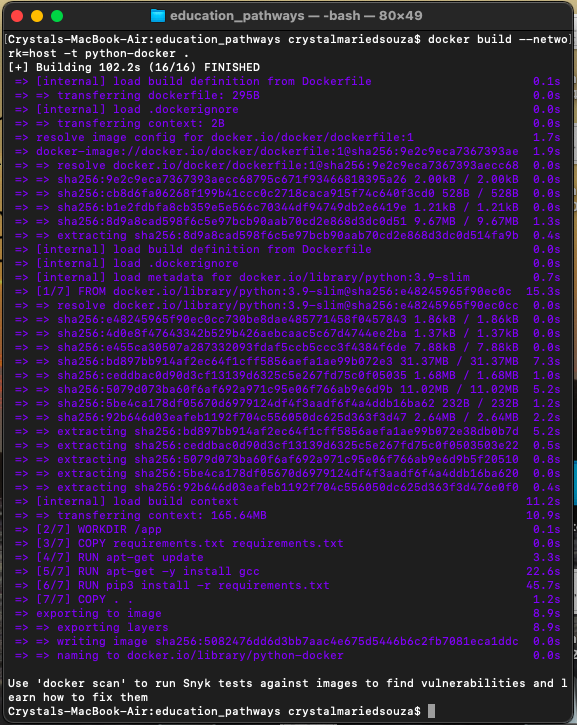 education_pathways — -bash — 80×49
[Crystals-MacBook-Air:education_pathways crystalmariedsouza$ docker build --netwo]
rk=host -t python-docker .
[+] Building 102.2s (16/16) FINISHED
=> [internal] load build definition from Dockerfile 0.1s
=> => transferring dockerfile: 295B 0.0s
=> [internal] load .dockerignore 0.0s
=> => transferring context: 2B 0.0s
=> resolve image config for docker.io/docker/dockerfile:1 1.7s
=> docker-image://docker.io/docker/dockerfile:1@sha256:9e2c9eca7367393ae 1.9s
=> => resolve docker.io/docker/dockerfile:1@sha256:9e2c9eca7367393aecc68 0.0s
=> => sha256:9e2c9eca7367393aecc68795c671f93466818395a26 2.00kB / 2.00kB 0.0s
=> => sha256:cb8d6fa06268f199b41ccc0c2718caca915f74c640f3cd0 528B / 528B 0.0s
=> => sha256:b1e2fdbfa8cb359e5e566c70344df94749db2e6419e 1.21kB / 1.21kB 0.0s
=> => sha256:8d9a8cad598f6c5e97bcb90aab70cd2e868d3dc0d51 9.67MB / 9.67MB 1.3s
=> => extracting sha256:8d9a8cad598f6c5e97bcb90aab70cd2e868d3dc0d514fa9b 0.4s
=> [internal] load build definition from Dockerfile 0.0s
=> [internal] load .dockerignore 0.0s
=> [internal] load metadata for docker.io/library/python:3.9-slim 0.7s
=> [1/7] FROM docker.io/library/python:3.9-slim@sha256:e48245965f90ec0c 15.3s
=> => resolve docker.io/library/python:3.9-slim@sha256:e48245965f90ec0cc 0.0s
=> => sha256:e48245965f90ec0cc730be8dae485771458f0457843 1.86kB / 1.86kB 0.0s
=> => sha256:4d0e8f47643342b529b426aebcaac5c67d4744ee2ba 1.37kB / 1.37kB 0.0s
=> => sha256:e455ca30507a287332093fdaf5ccb5ccc3f4384f6de 7.88kB / 7.88kB 0.0s
=> => sha256:bd897bb914af2ec64f1cff5856aefa1ae99b072e3 31.37MB / 31.37MB 7.3s
=> => sha256:ceddbac0d90d3cf13139d6325c5e267fd75c0f05035 1.68MB / 1.68MB 1.0s
=> => sha256:5079d073ba60f6af692a971c95e06f766ab9e6d9b 11.02MB / 11.02MB 5.2s
=> => sha256:5be4ca178df05670d6979124df4f3aadf6f4a4ddb16ba62 232B / 232B 1.2s
=> => sha256:92b646d03eafeb1192f704c556050dc625d363f3d47 2.64MB / 2.64MB 2.2s
=> => extracting sha256:bd897bb914af2ec64f1cff5856aefa1ae99b072e38db0b7d 5.2s
=> => extracting sha256:ceddbac0d90d3cf13139d6325c5e267fd75c0f0503503e22 0.5s
=> => extracting sha256:5079d073ba60f6af692a971c95e06f766ab9e6d9b5f20510 0.8s
=> => extracting sha256:5be4ca178df05670d6979124df4f3aadf6f4a4ddb16ba620 0.0s
=> => extracting sha256:92b646d03eafeb1192f704c556050dc625d363f3d476e0f0 0.4s
=> [internal] load build context 11.2s
=> => transferring context: 165.64MB 10.9s
=> [2/7] WORKDIR /app 0.1s
=> [3/7] COPY requirements.txt requirements.txt 0.0s
=> [4/7] RUN apt-get update 3.3s
=> [5/7] RUN apt-get -y install gcc 22.6s
=> [6/7] RUN pip3 install -r requirements.txt 45.7s
=> [7/7] COPY . . 1.2s
=> exporting to image 8.9s
=> => exporting layers 8.9s
=> => writing image sha256:5082476dd6d3bb7aac4e675d5446b6c2fb7081eca1ddc 0.0s
=> => naming to docker.io/library/python-docker 0.0s
Use 'docker scan' to run Snyk tests against images to find vulnerabilities and l
earn how to fix them
Crystals-MacBook-Air:education_pathways crystalmariedsouza$